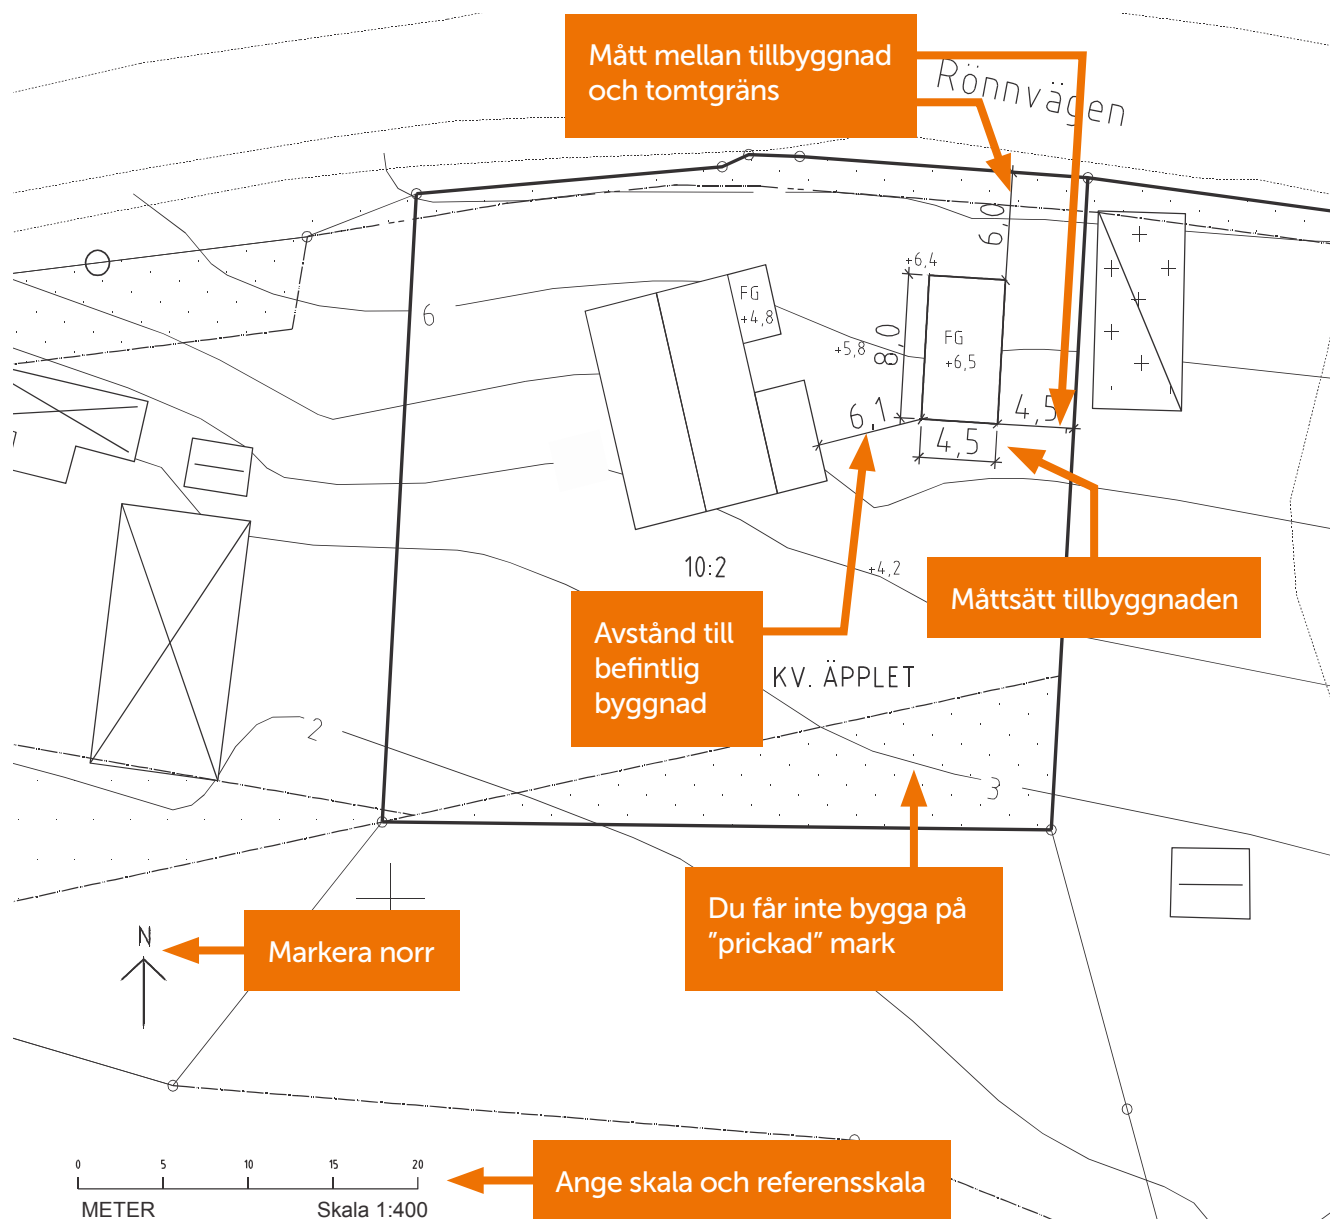 Mått mellan tillbyggnad
och tomtgräns
Rönnvägen
6,0
+6,4
6
FG
+4,8
+5,8
8,0
FG
+6,5
6,1
4,5
4,5
10:2
+4,2
Måttsätt tillbyggnaden
Avstånd till
befintlig
byggnad
KV. ÄPPLET
2
3
Du får inte bygga på
”prickad” mark
N
Markera norr
0 5 10 15 20
METER Skala 1:400
Ange skala och referensskala